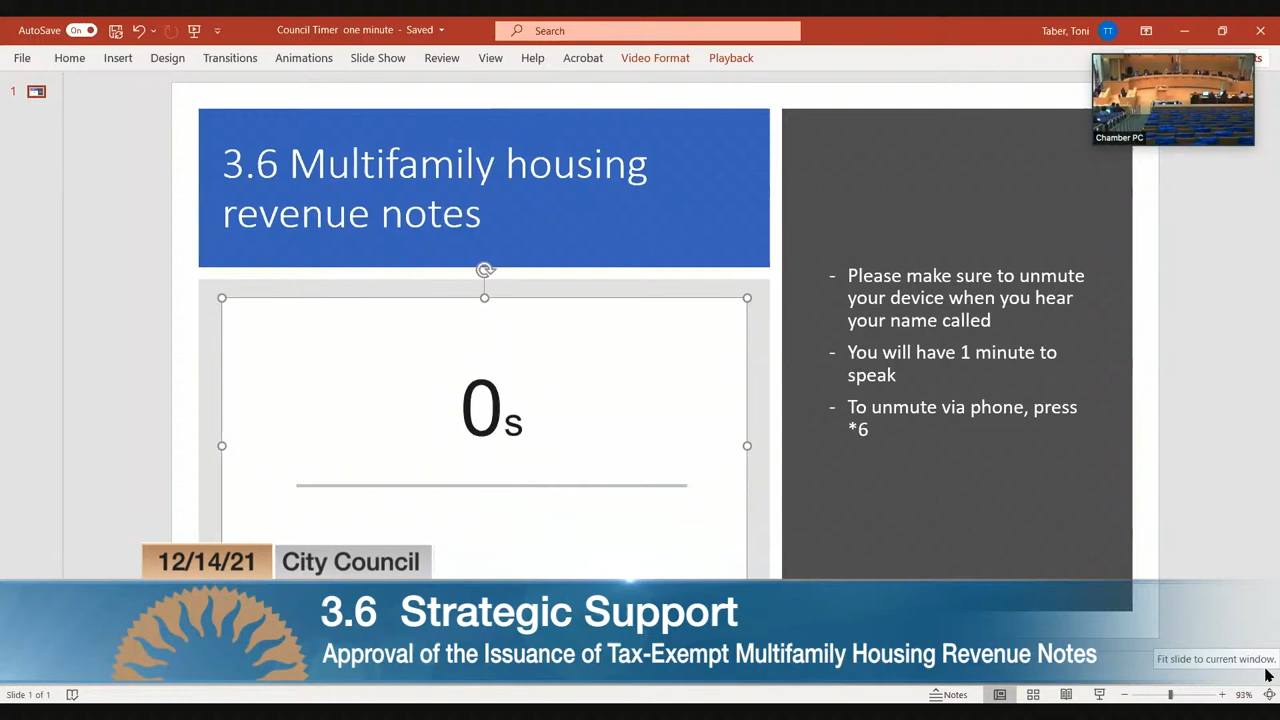 AutoSave On
Council Timer one minute - Saved
Search
Taber, Toni TT
File Home Insert Design Transitions Animations Slide Show Review View Help Acrobat Video Format Playback
1
Chamber PC
3.6 Multifamily housing
revenue notes
- Please make sure to unmute
your device when you hear
your name called
- You will have 1 minute to
speak
- To unmute via phone, press
*6
0s
12/14/21 City Council
3.6 Strategic Support
Approval of the Issuance of Tax-Exempt Multifamily Housing Revenue Notes
Fit slide to current window.
Slide 1 of 1
Notes
93%